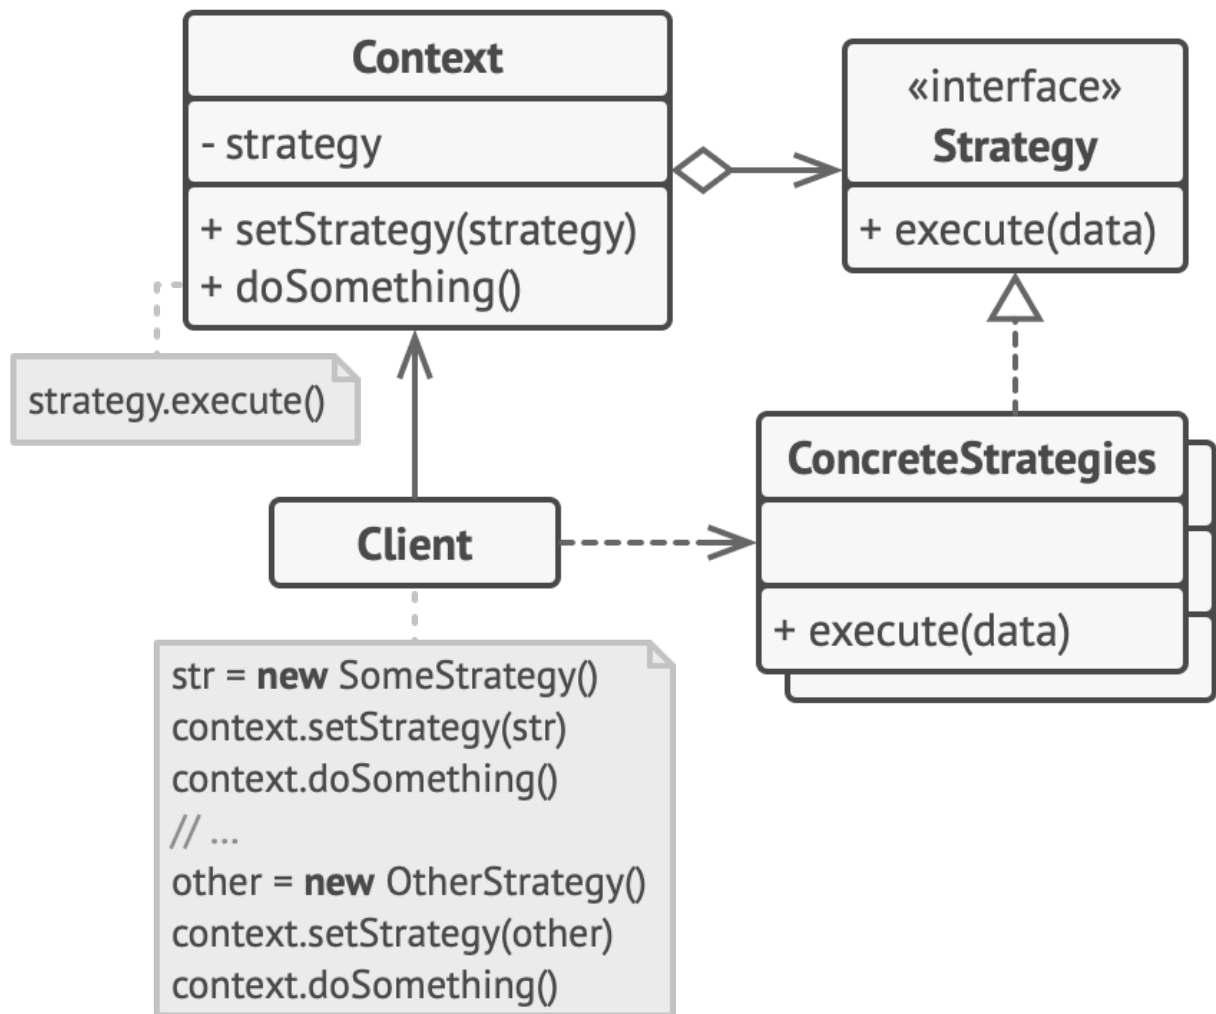 Context
- strategy
+ setStrategy(strategy)
+ doSomething()
«interface»
Strategy
+ execute(data)
strategy.execute()
Client
ConcreteStrategies
+ execute(data)
str = new SomeStrategy()
context.setStrategy(str)
context.doSomething()
// ...
other = new OtherStrategy()
context.setStrategy(other)
context.doSomething()